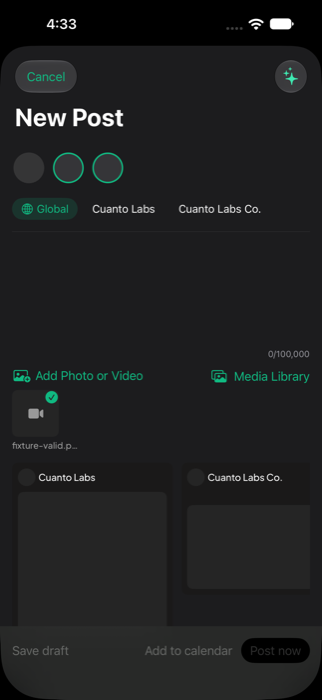 4:33
Cancel
New Post
Global
Cuanto Labs
Cuanto Labs Co.
0/100,000
Add Photo or Video
Media Library
fixture-valid.p...
Cuanto Labs
Cuanto Labs Co.
Save draft
Add to calendar
Post now